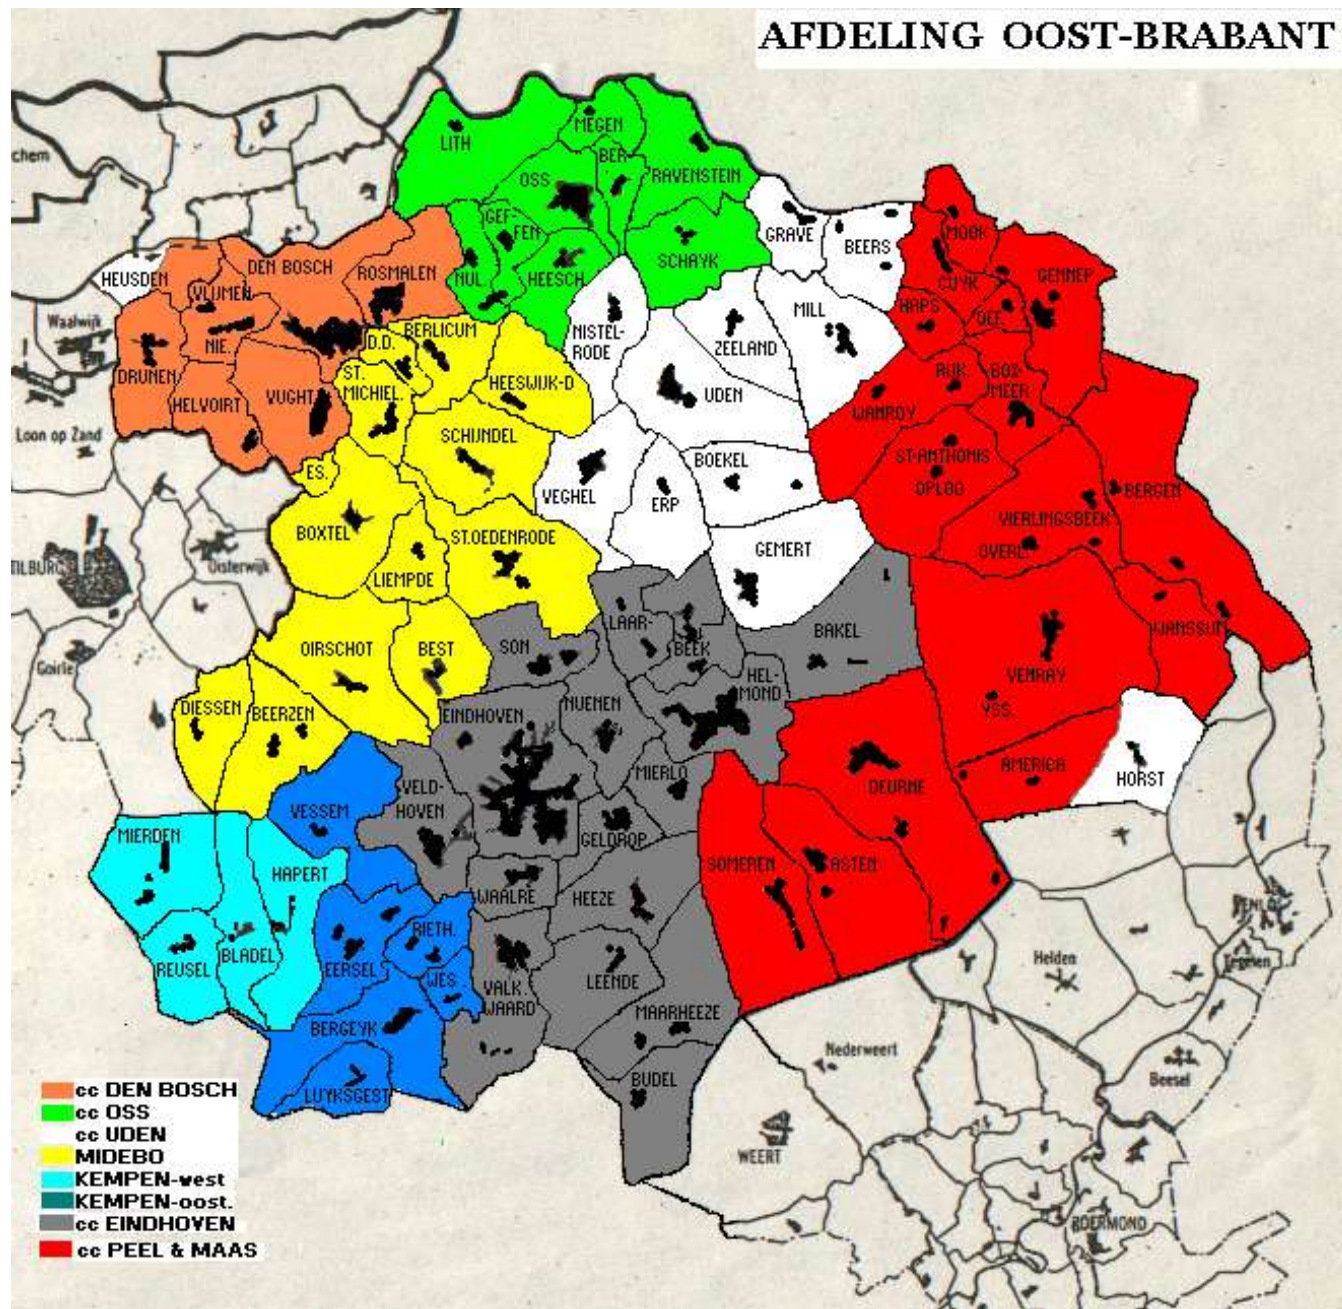 AFDELING OOST-BRABANT
MEGEN
LITH
BER
OSS
RAVENSTEIN
GEF-
FEN
GRAVE
MOOK
BEERS
NUL.
HEESCH
SCHAYK
DEN BOSCH
ROSMALEN
HEUSDEN
GENNEP
CUYK
VLIJMEN
HAPS
OEF.
MILL
Waalwijk
NISTEL-
RODE
ZEELAND
BERLICUM
D.D.
NIE.
DRUNEN
ST.
MICHIEL.
HEESWIJK-D
RIJK.
BOX-
MEER
UDEN
VUGHT
HELVOIRT
WANROY
Loon op Zand
SCHIJNDEL
ST-ANTHONIS
BOEKEL
ES.
OPLOO
BERGEN
VEGHEL
ERP
VIERLINGSBEEK
BOXTEL
ST.OEDENRODE
GEMERT
OVERL.
TILBURG
Oisterwijk
LIEMPDE
LAAR-
BEEK
BAKEL
WANSSUM
OIRSCHOT
BEST
SON
Goirle
HEL-
MOND
VENRAY
DIESSEN
BEERZEN
EINDHOVEN
NUENEN
YSS.
MIERLO
AMERICA
HORST
VELD-
HOVEN
DEURNE
VESSEM
MIERDEN
GELDROP
HAPERT
SOMEREN
ASTEN
WAALRE
HEEZE
RIETH.
REUSEL
BLADEL
EERSEL
Helden
Tegelen
WES.
VALK
WAARD
LEENDE
MAARHEEZE
BERGEYK
Nederweert
BUDEL
Beesel
LUYKSGEST
WEERT
ROERMOND
cc DEN BOSCH
cc OSS
cc UDEN
MIDEBO
KEMPEN-west
KEMPEN-oost.
cc EINDHOVEN
cc PEEL & MAAS